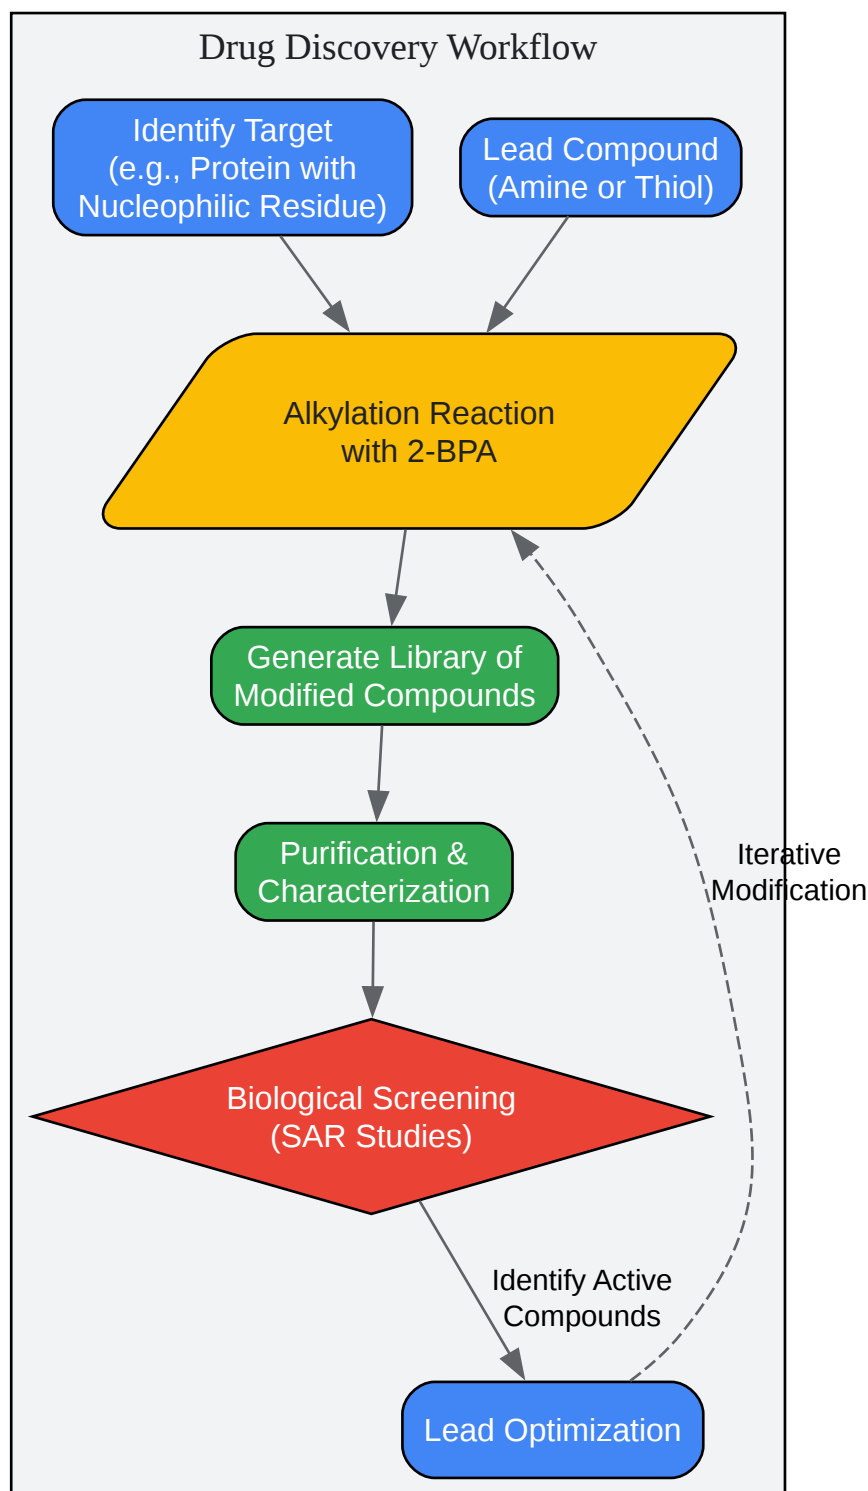 Drug Discovery Workflow
Identify Target
(e.g., Protein with
Nucleophilic Residue)
Lead Compound
(Amine or Thiol)
Alkylation Reaction
with 2-BPA
Generate Library of
Modified Compounds
Purification &
Characterization
Iterative
Modification
Biological Screening
(SAR Studies)
Identify Active
Compounds
Lead Optimization